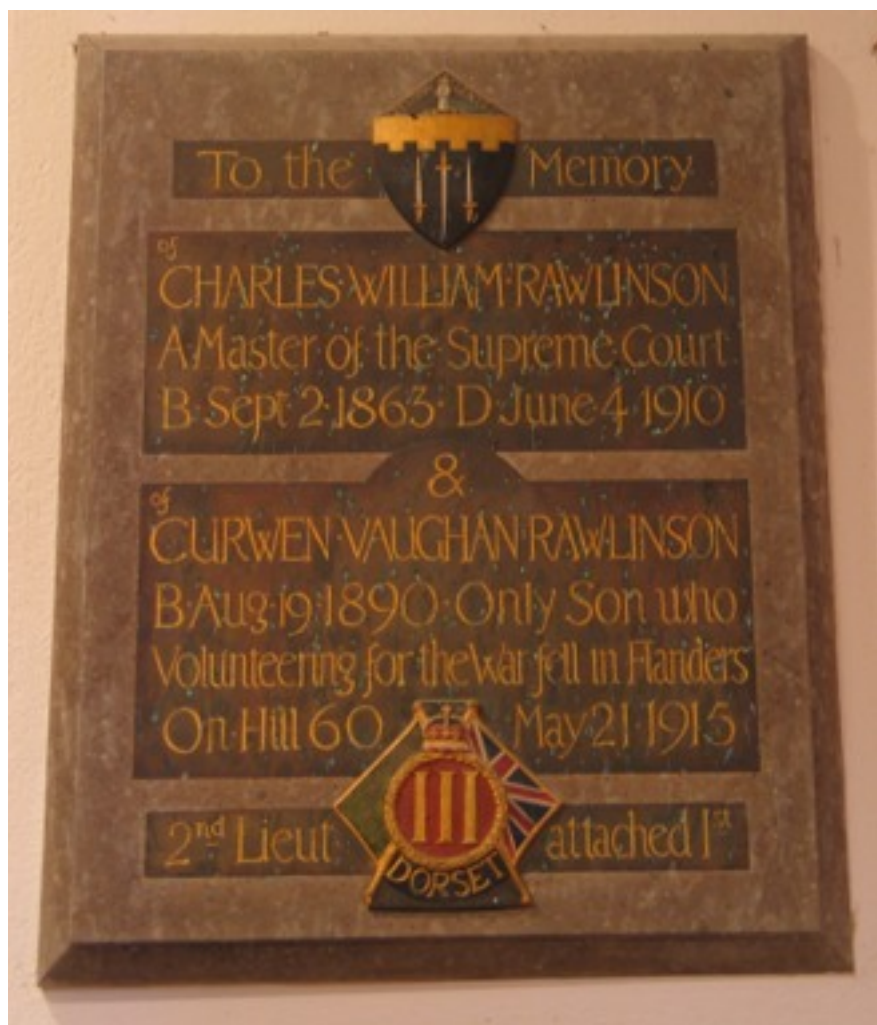 To the Memory
of
CHARLES·WILLIAM·RAWLINSON
A·Master·of·the·Supreme·Court
B·Sept·2·1863·D·June·4·1910
&
of
CURWEN·VAUGHAN·RAWLINSON
B·Aug·19·1890·Only Son who
Volunteering for the War fell in Flanders
On·Hill 60 May·21·1915
2nd Lieut III attached 1st
DORSET